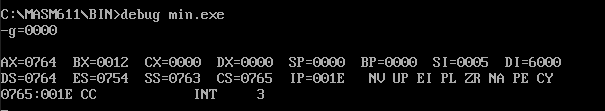 C:\MASM611\BIN>debug min.exe
-g=0000
AX=0764 BX=0012 CX=0000 DX=0000 SP=0000 BP=0000 SI=0005 DI=6000
DS=0764 ES=0754 SS=0763 CS=0765 IP=001E NV UP EI PL ZR NA PE CY
0765:001E CC INT 3